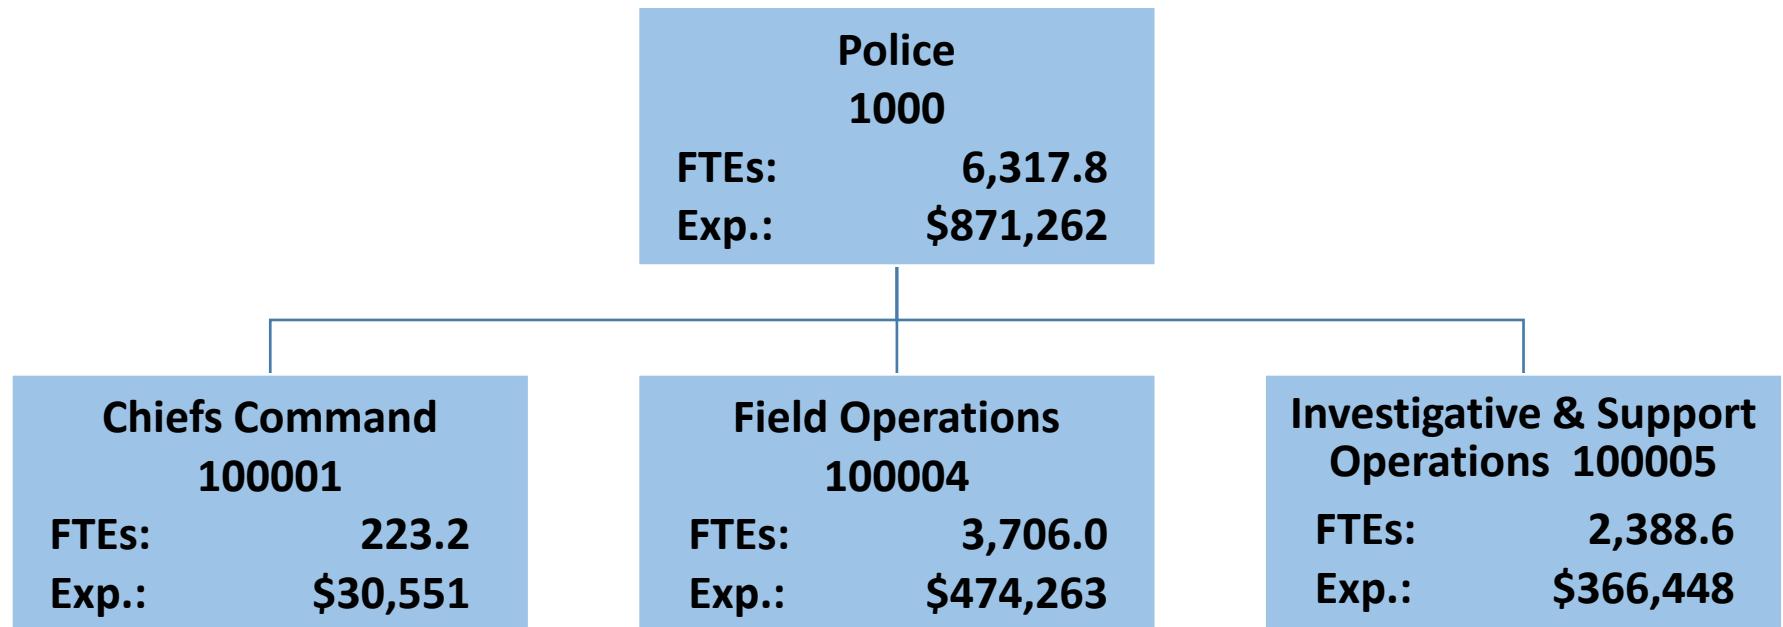 Police
1000
FTEs: 6,317.8
Exp.: $871,262
Chiefs Command
100001
FTEs: 223.2
Exp.: $30,551
Field Operations
100004
FTEs: 3,706.0
Exp.: $474,263
Investigative & Support
Operations 100005
FTEs: 2,388.6
Exp.: $366,448